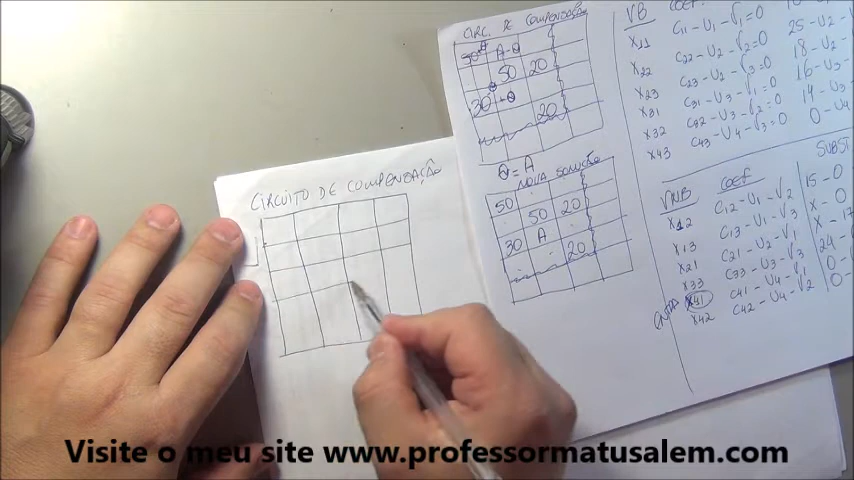 CIRCUITO DE COMPENSAÇÃO
CIRC. DE COMPENSAÇÃO
A-θ
50 20
30 +θ
20
θ = A
NOVA SOLUÇÃO
50
50 20
30 A
20
VB COEF
X11 C11 - U1 - V1 = 0
X22 C22 - U2 - V2 = 0 25 - U2 -
X23 C23 - U2 - V3 = 0 18 - U2 -
X31 C31 - U3 - V1 = 0 16 - U3 -
X32 C32 - U3 - V2 = 0 14 - U3
X43 C43 - U4 - V3 = 0 0 - U
VNB COEF SUBST
X12 C12 - U1 - V2 15 - 0
X13 C13 - U1 - V3 X - 0
X21 C21 - U2 - V1 X - 17
X33 C33 - U3 - V3 24 -
X41 C41 - U4 - V1 0 -
X42 C42 - U4 - V2 0 -
Visite o meu site www.professormatusalem.com